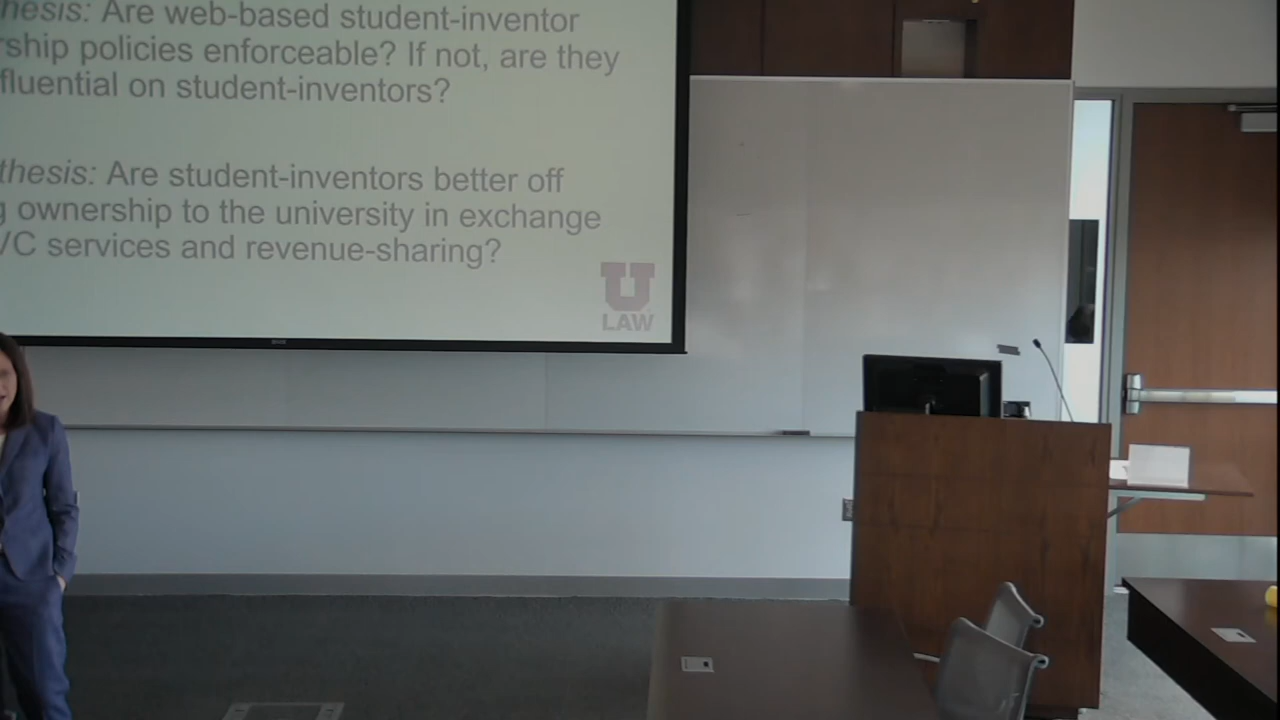 hesis: Are web-based student-inventor
rship policies enforceable? If not, are they
fluential on student-inventors?
thesis: Are student-inventors better off
g ownership to the university in exchange
VC services and revenue-sharing?
U
LAW